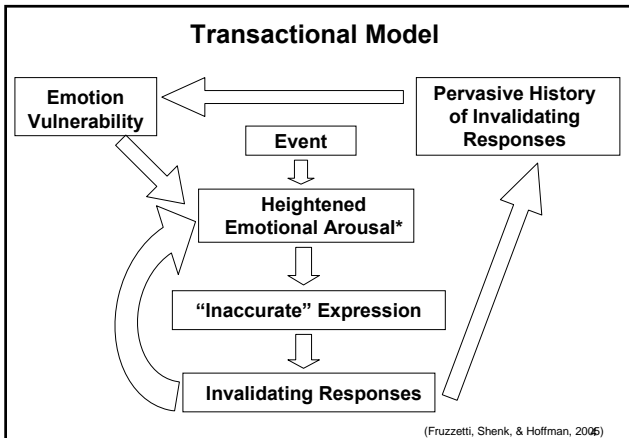 Transactional Model
Emotion
Vulnerability
Pervasive History
of Invalidating
Responses
Event
Heightened
Emotional Arousal*
“Inaccurate” Expression
Invalidating Responses
(Fruzzetti, Shenk, & Hoffman, 2005)